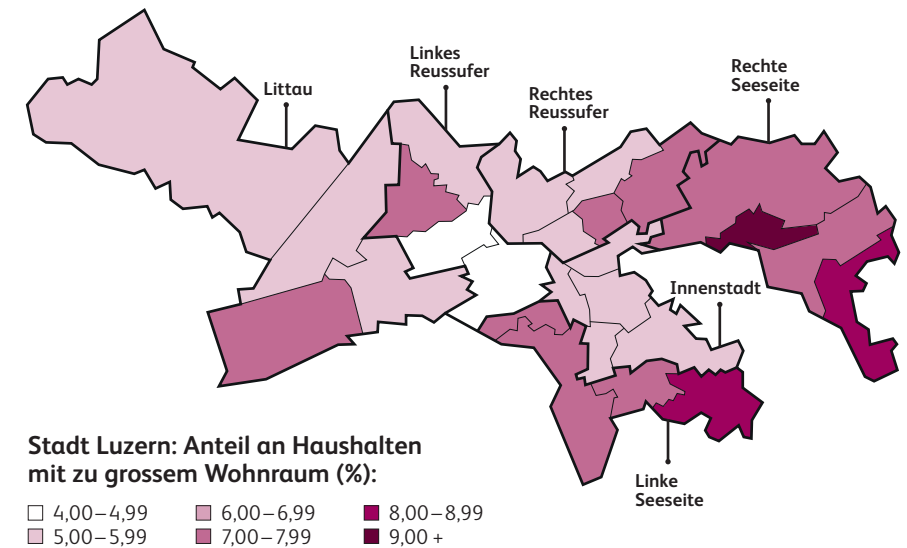 Linkes
Reussufer
Littau
Rechtes
Reussufer
Rechte
Seeseite
Innenstadt
Linke
Seeseite
Stadt Luzern: Anteil an Haushalten
mit zu grossem Wohnraum (%):
4,00–4,99
6,00–6,99
8,00–8,99
5,00–5,99
7,00–7,99
9,00 +